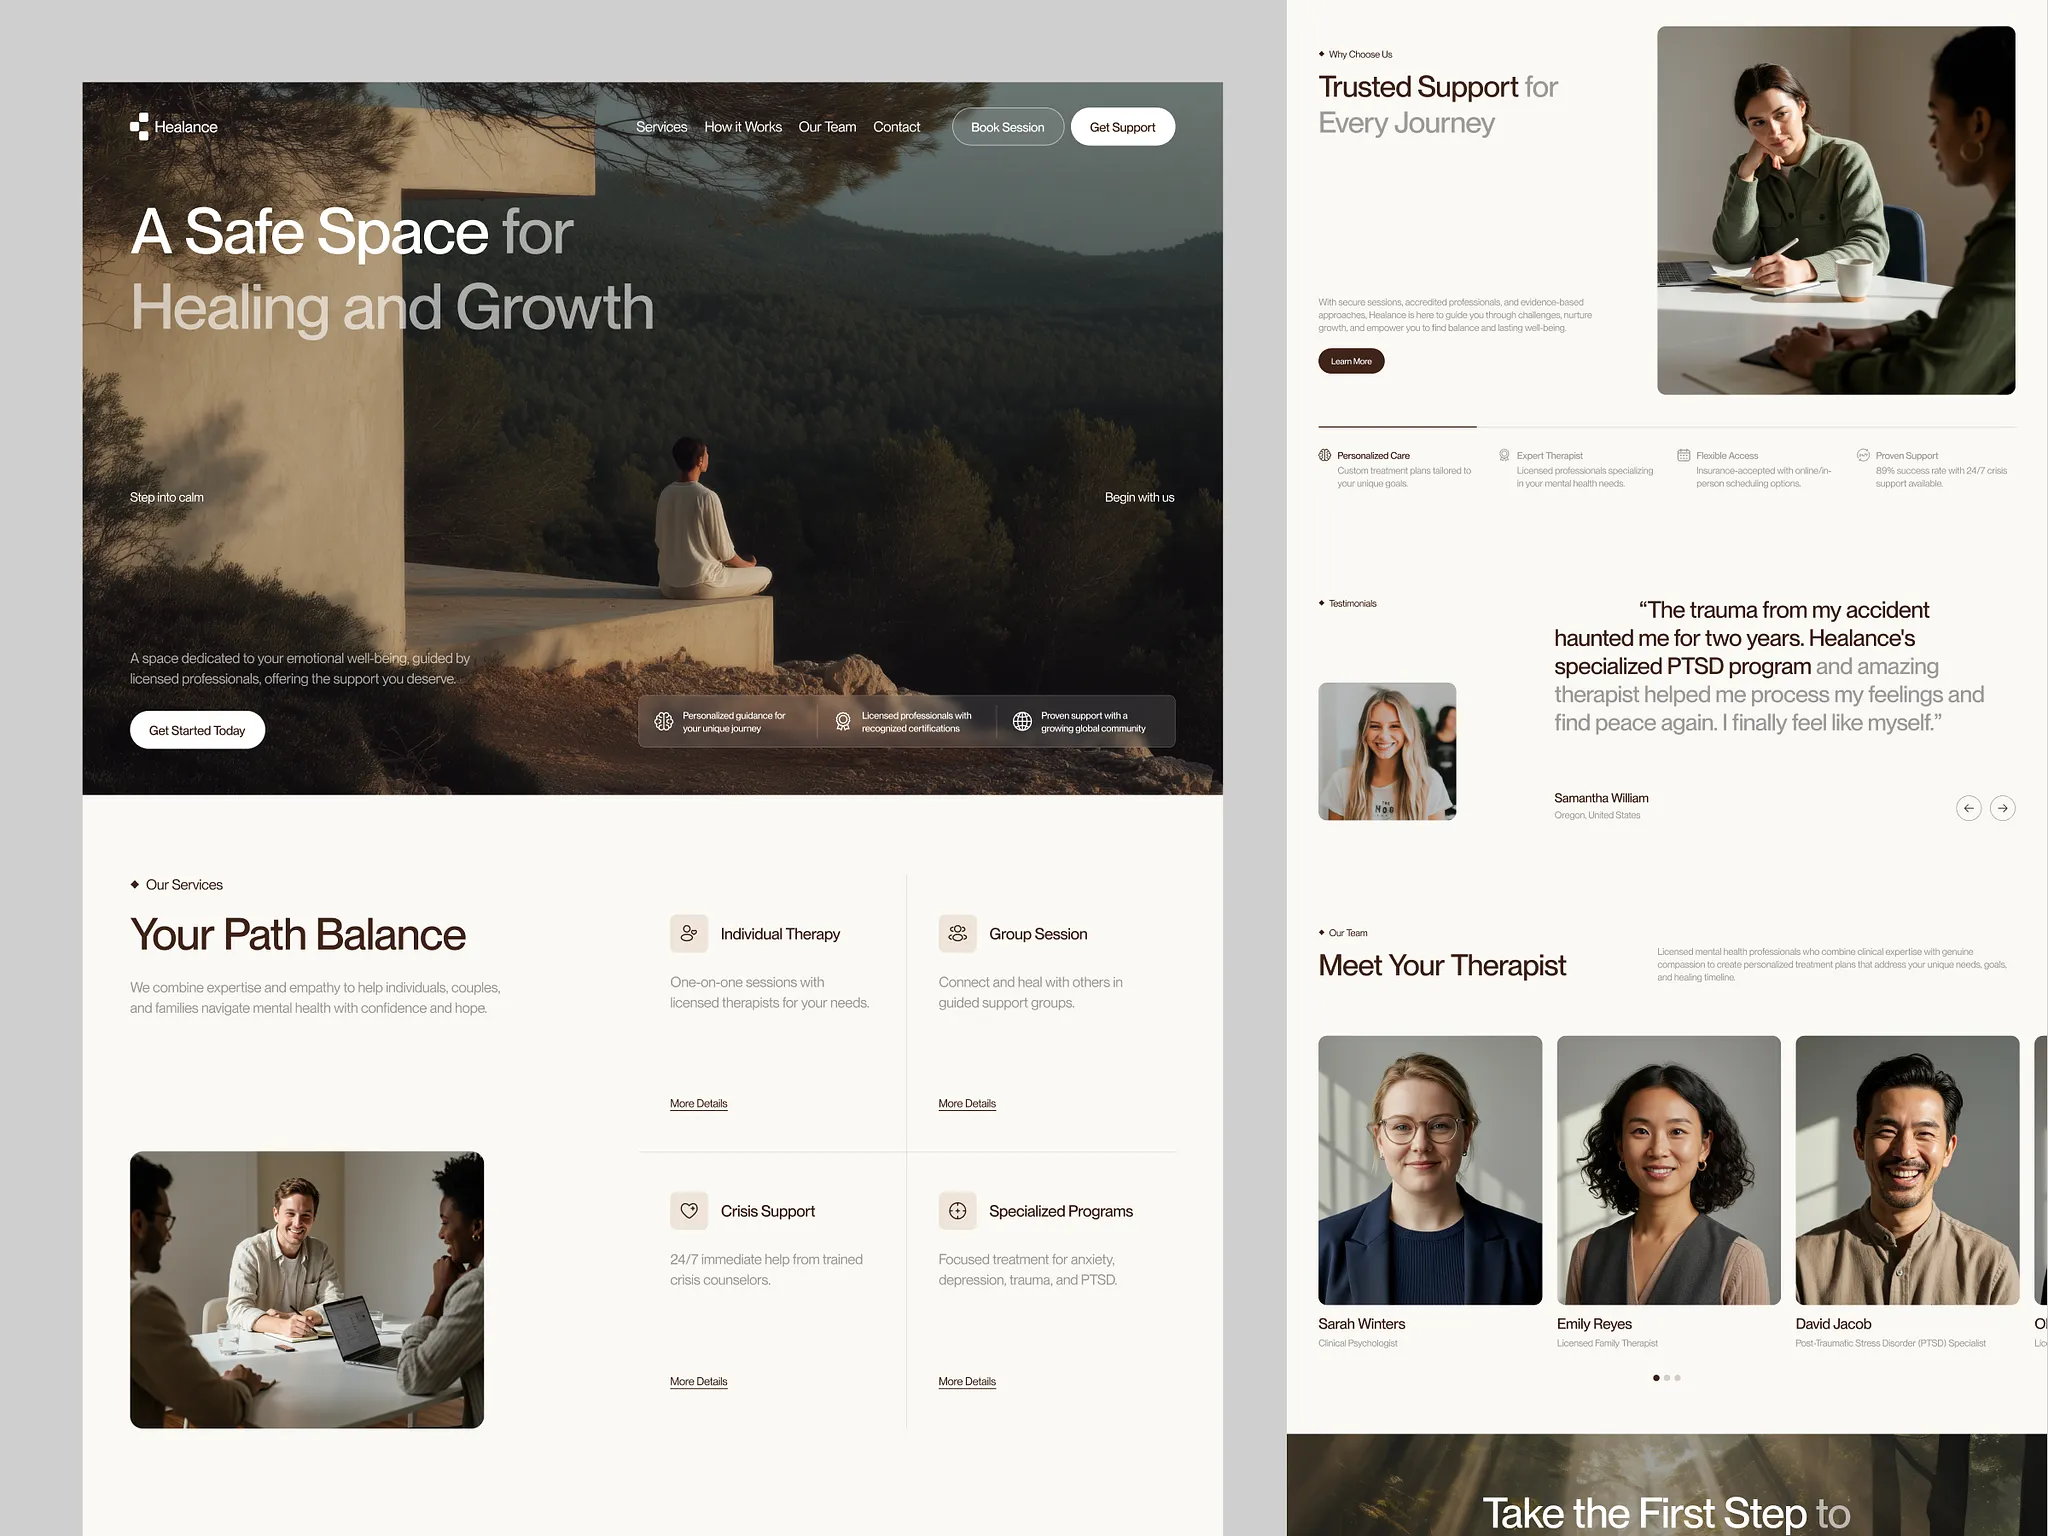 Healance
Services
How it Works
Our Team
Contact
Book Session
Get Support
A Safe Space for
Healing and Growth
Step into calm
Begin with us
A space dedicated to your emotional well-being, guided by
licensed professionals, offering the support you deserve.
Get Started Today
Personalized guidance for
your unique journey
Licensed professionals with
recognized certifications
Proven support with a
growing global community
Our Services
Your Path Balance
We combine expertise and empathy to help individuals, couples,
and families navigate mental health with confidence and hope.
Individual Therapy
One-on-one sessions with
licensed therapists for your needs.
More Details
Group Session
Connect and heal with others in
guided support groups.
More Details
Crisis Support
24/7 immediate help from trained
crisis counselors.
More Details
Specialized Programs
Focused treatment for anxiety,
depression, trauma, and PTSD.
More Details
Why Choose Us
Trusted Support for
Every Journey
With secure sessions, accredited professionals, and evidence-based
approaches, Healance is here to guide you through challenges, nurture
growth, and empower you to find balance and lasting well-being.
Learn More
Personalized Care
Custom treatment plans tailored to
your unique goals.
Expert Therapist
Licensed professionals specializing
in your mental health needs.
Flexible Access
Insurance-accepted with online/in-
person scheduling options.
Proven Support
89% success rate with 24/7 crisis
support available.
Testimonials
“The trauma from my accident
haunted me for two years. Healance's
specialized PTSD program and amazing
therapist helped me process my feelings and
find peace again. I finally feel like myself.”
Samantha William
Oregon, United States
Our Team
Meet Your Therapist
Licensed mental health professionals who combine clinical expertise with genuine
compassion to create personalized treatment plans that address your unique needs, goals,
and healing timeline.
Sarah Winters
Clinical Psychologist
Emily Reyes
Licensed Family Therapist
David Jacob
Post-Traumatic Stress Disorder (PTSD) Specialist
Take the First Step to